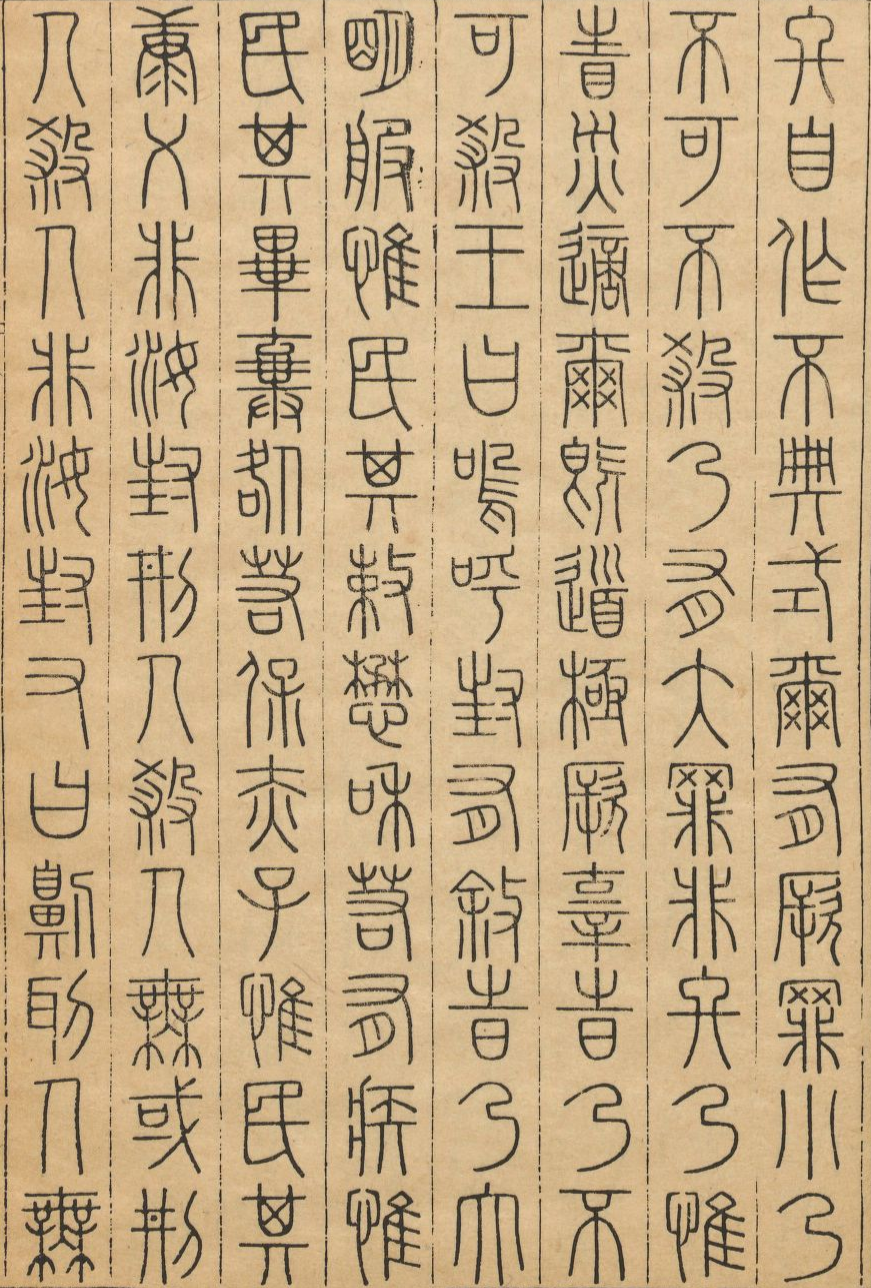 終自作不典式爾有厥罪小乃
不可不殺乃有大罪非終乃惟
眚災適爾既道極厥辜時乃不
可殺王曰嗚呼封有敘時乃大
明服惟民其敕懋和若有疾惟
民其畢棄咎若保赤子惟民其
康乂非汝封刑人殺人無或刑
人殺人非汝封又曰劓刵人無